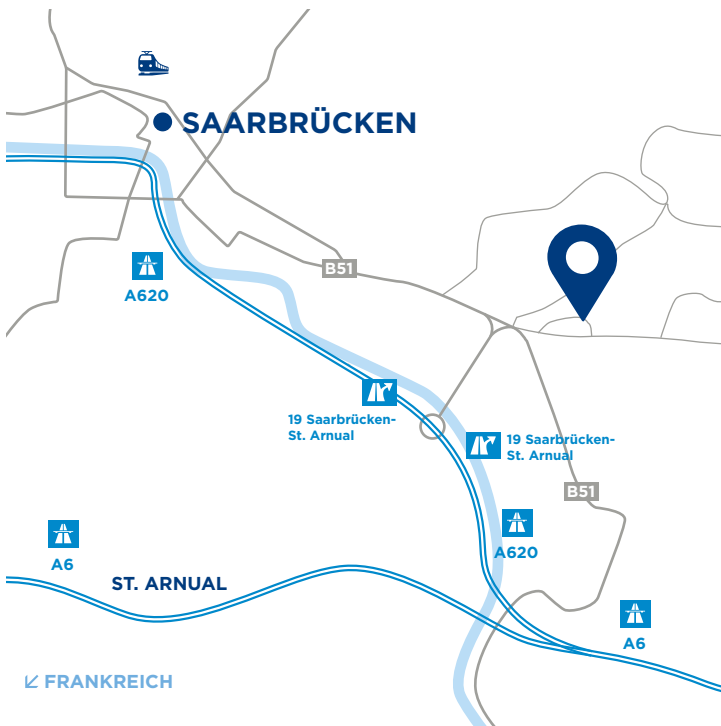 SAARBRÜCKEN
B51
A620
19 Saarbrücken-
St. Arnual
19 Saarbrücken-
St. Arnual
B51
A620
A6
ST. ARNUAL
A6
FRANKREICH